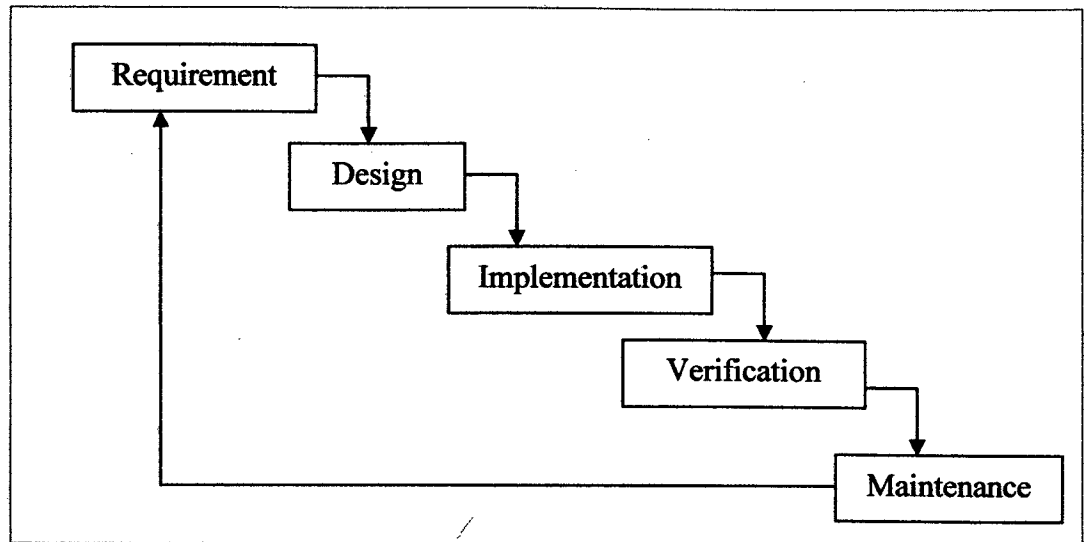 Requirement
Design
Implementation
Verification
Maintenance